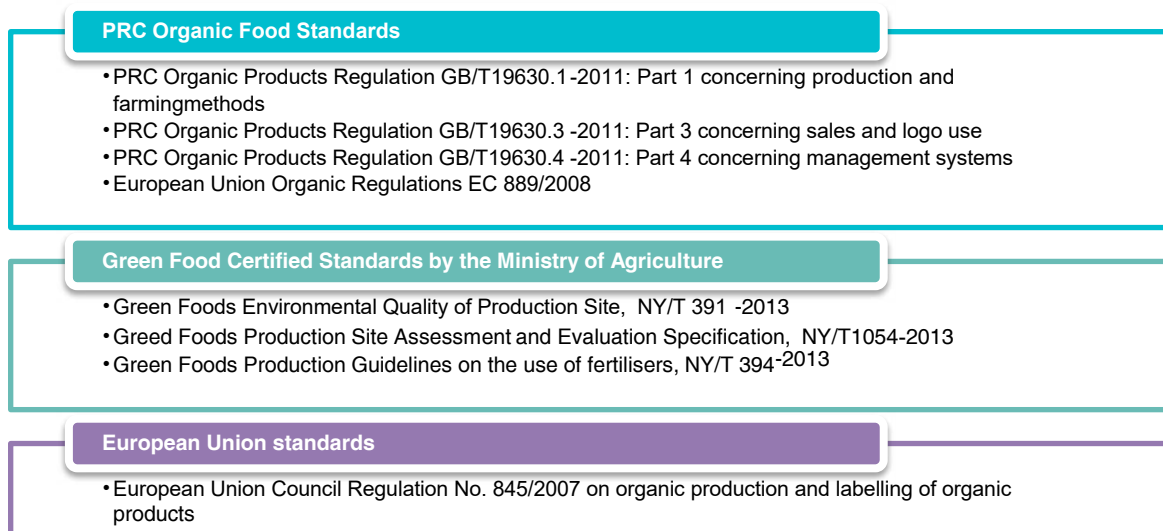 PRC Organic Food Standards
•PRC Organic Products Regulation GB/T19630.1-2011: Part 1 concerning production and
farmingmethods
•PRC Organic Products Regulation GB/T19630.3 -2011: Part 3 concerning sales and logo use
•PRC Organic Products Regulation GB/T19630.4 -2011: Part 4 concerning management systems
•European Union Organic Regulations EC 889/2008
Green Food Certified Standards by the Ministry of Agriculture
•Green Foods Environmental Quality of Production Site, NY/T 391 -2013
•Greed Foods Production Site Assessment and Evaluation Specification, NY/T1054-2013
•Green Foods Production Guidelines on the use of fertilisers, NY/T 394-2013
European Union standards
•European Union Council Regulation No. 845/2007 on organic production and labelling of organic
products